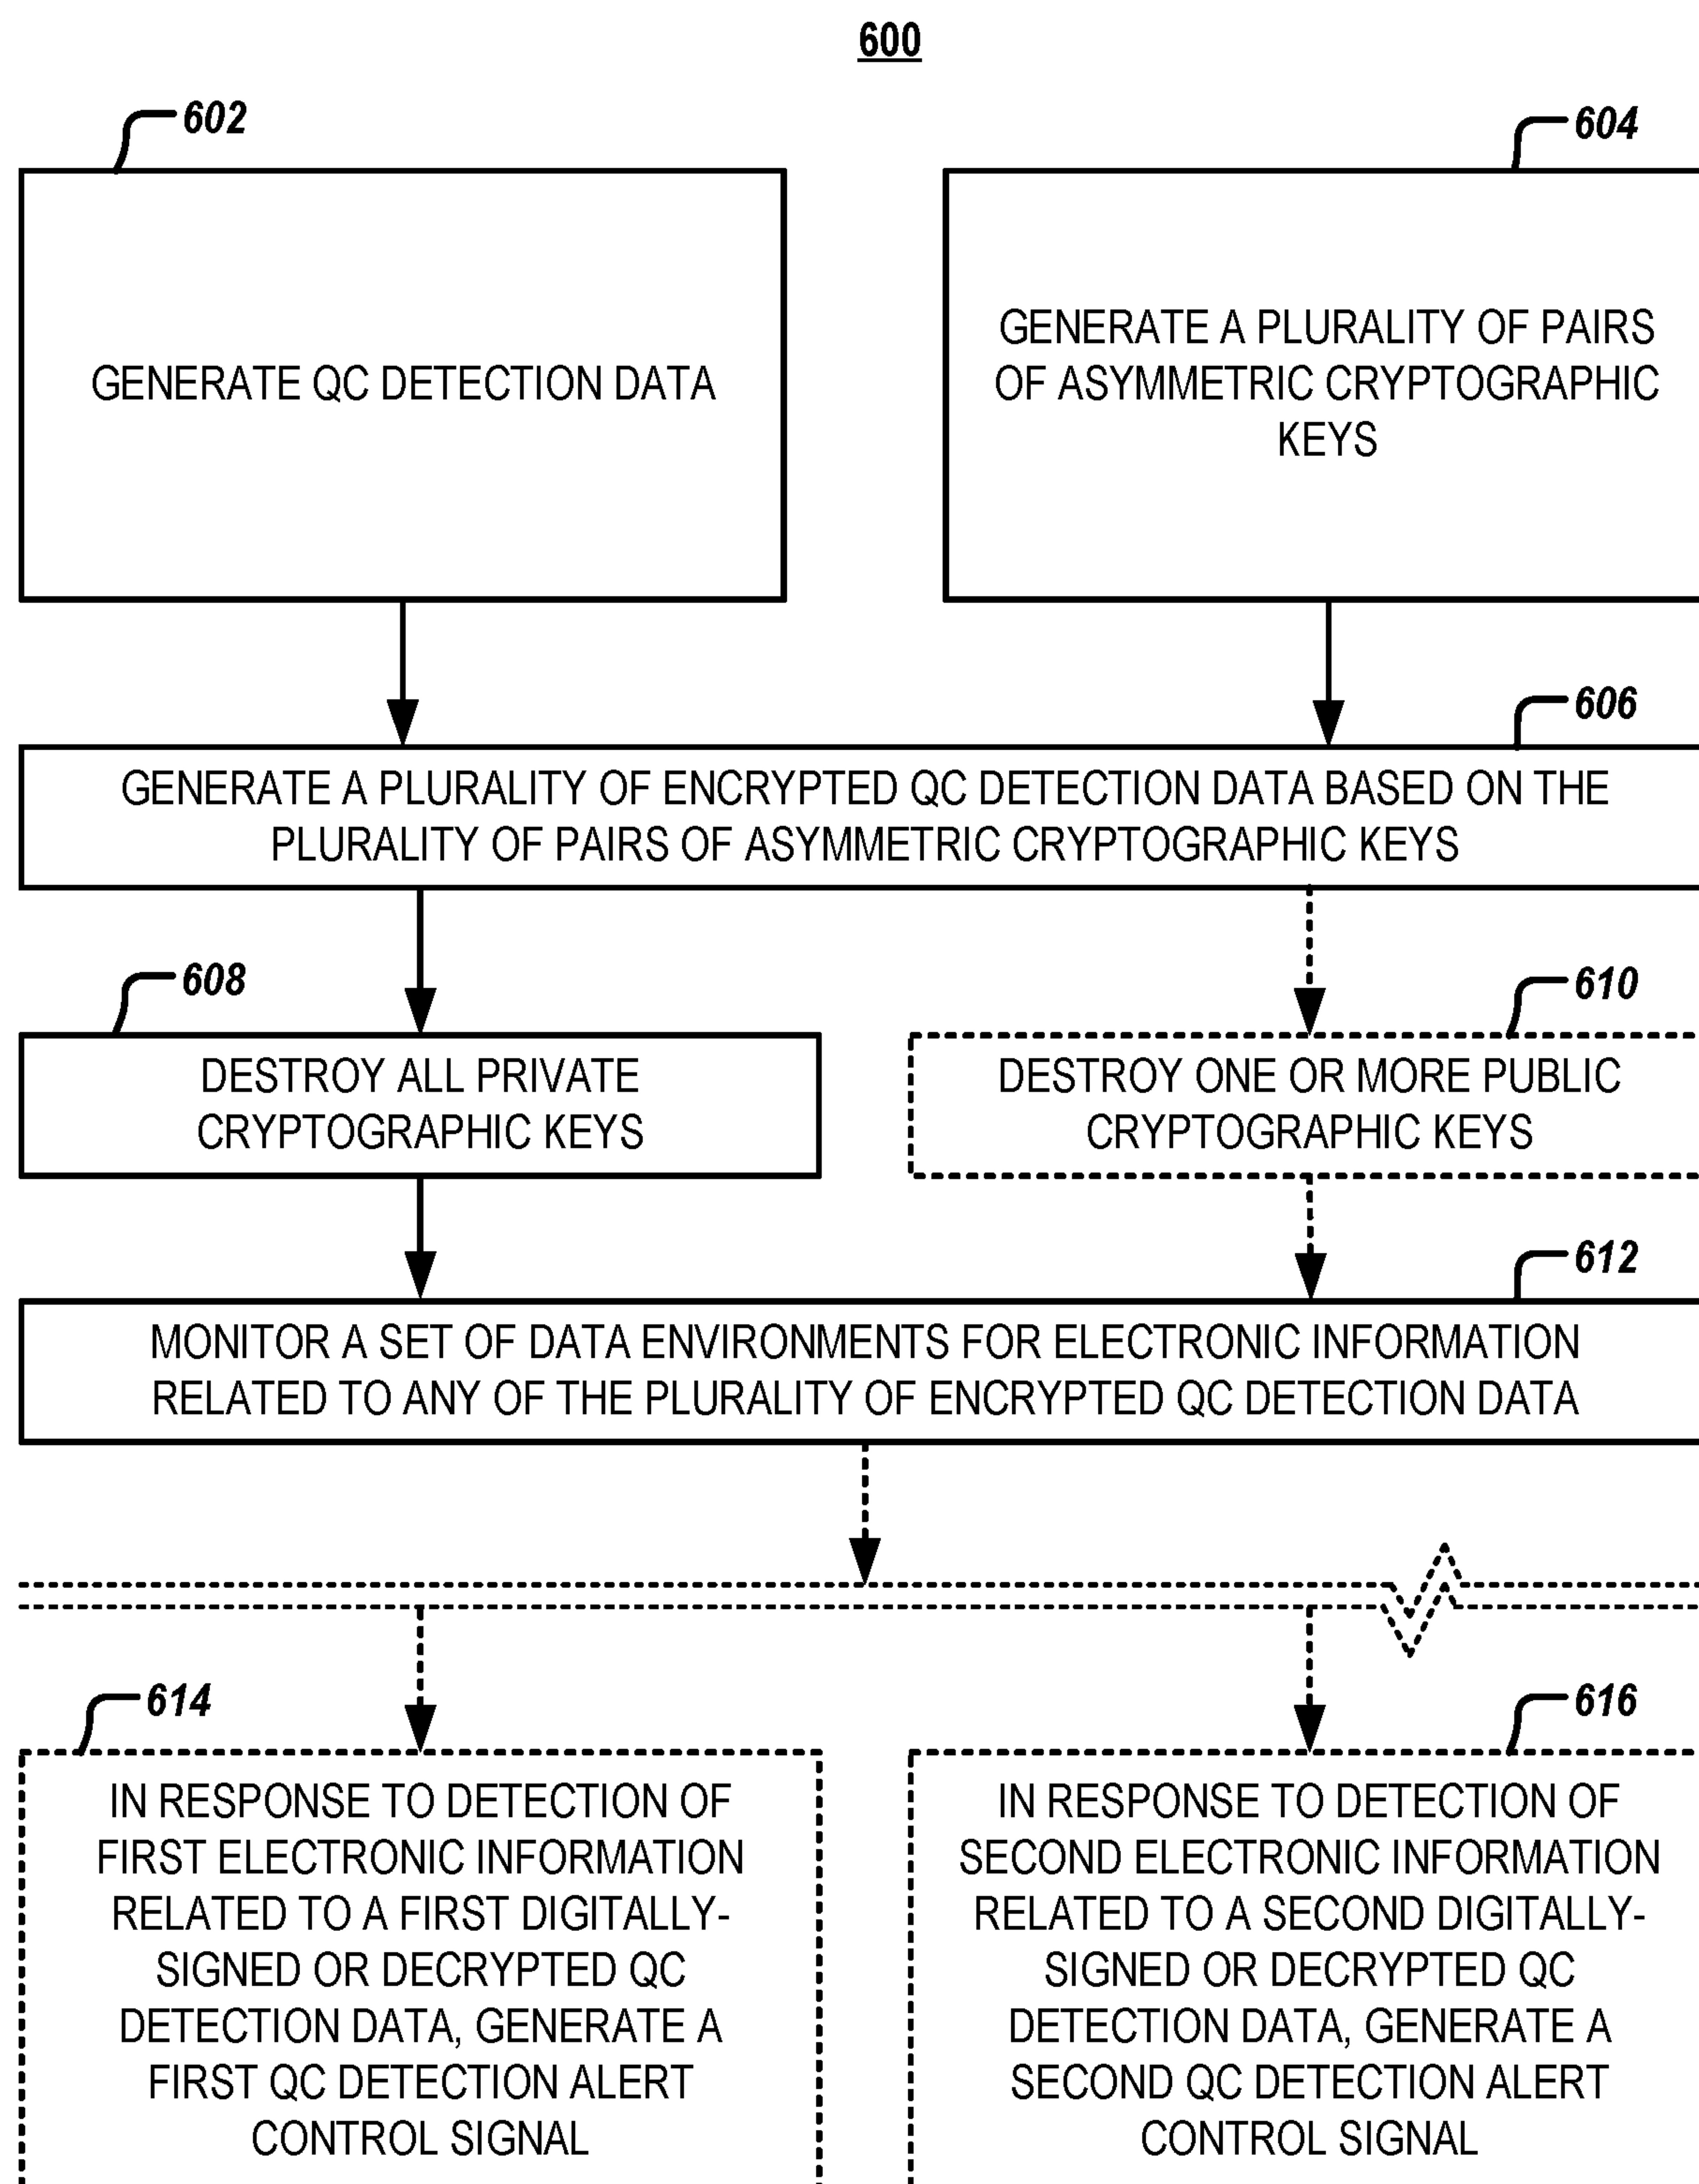 600
602
604
GENERATE QC DETECTION DATA
GENERATE A PLURALITY OF PAIRS
OF ASYMMETRIC CRYPTOGRAPHIC
KEYS
606
GENERATE A PLURALITY OF ENCRYPTED QC DETECTION DATA BASED ON THE
PLURALITY OF PAIRS OF ASYMMETRIC CRYPTOGRAPHIC KEYS
608
610
DESTROY ALL PRIVATE
CRYPTOGRAPHIC KEYS
DESTROY ONE OR MORE PUBLIC
CRYPTOGRAPHIC KEYS
612
MONITOR A SET OF DATA ENVIRONMENTS FOR ELECTRONIC INFORMATION
RELATED TO ANY OF THE PLURALITY OF ENCRYPTED QC DETECTION DATA
614
616
IN RESPONSE TO DETECTION OF
FIRST ELECTRONIC INFORMATION
RELATED TO A FIRST DIGITALLY-
SIGNED OR DECRYPTED QC
DETECTION DATA, GENERATE A
FIRST QC DETECTION ALERT
CONTROL SIGNAL
IN RESPONSE TO DETECTION OF
SECOND ELECTRONIC INFORMATION
RELATED TO A SECOND DIGITALLY-
SIGNED OR DECRYPTED QC
DETECTION DATA, GENERATE A
SECOND QC DETECTION ALERT
CONTROL SIGNAL